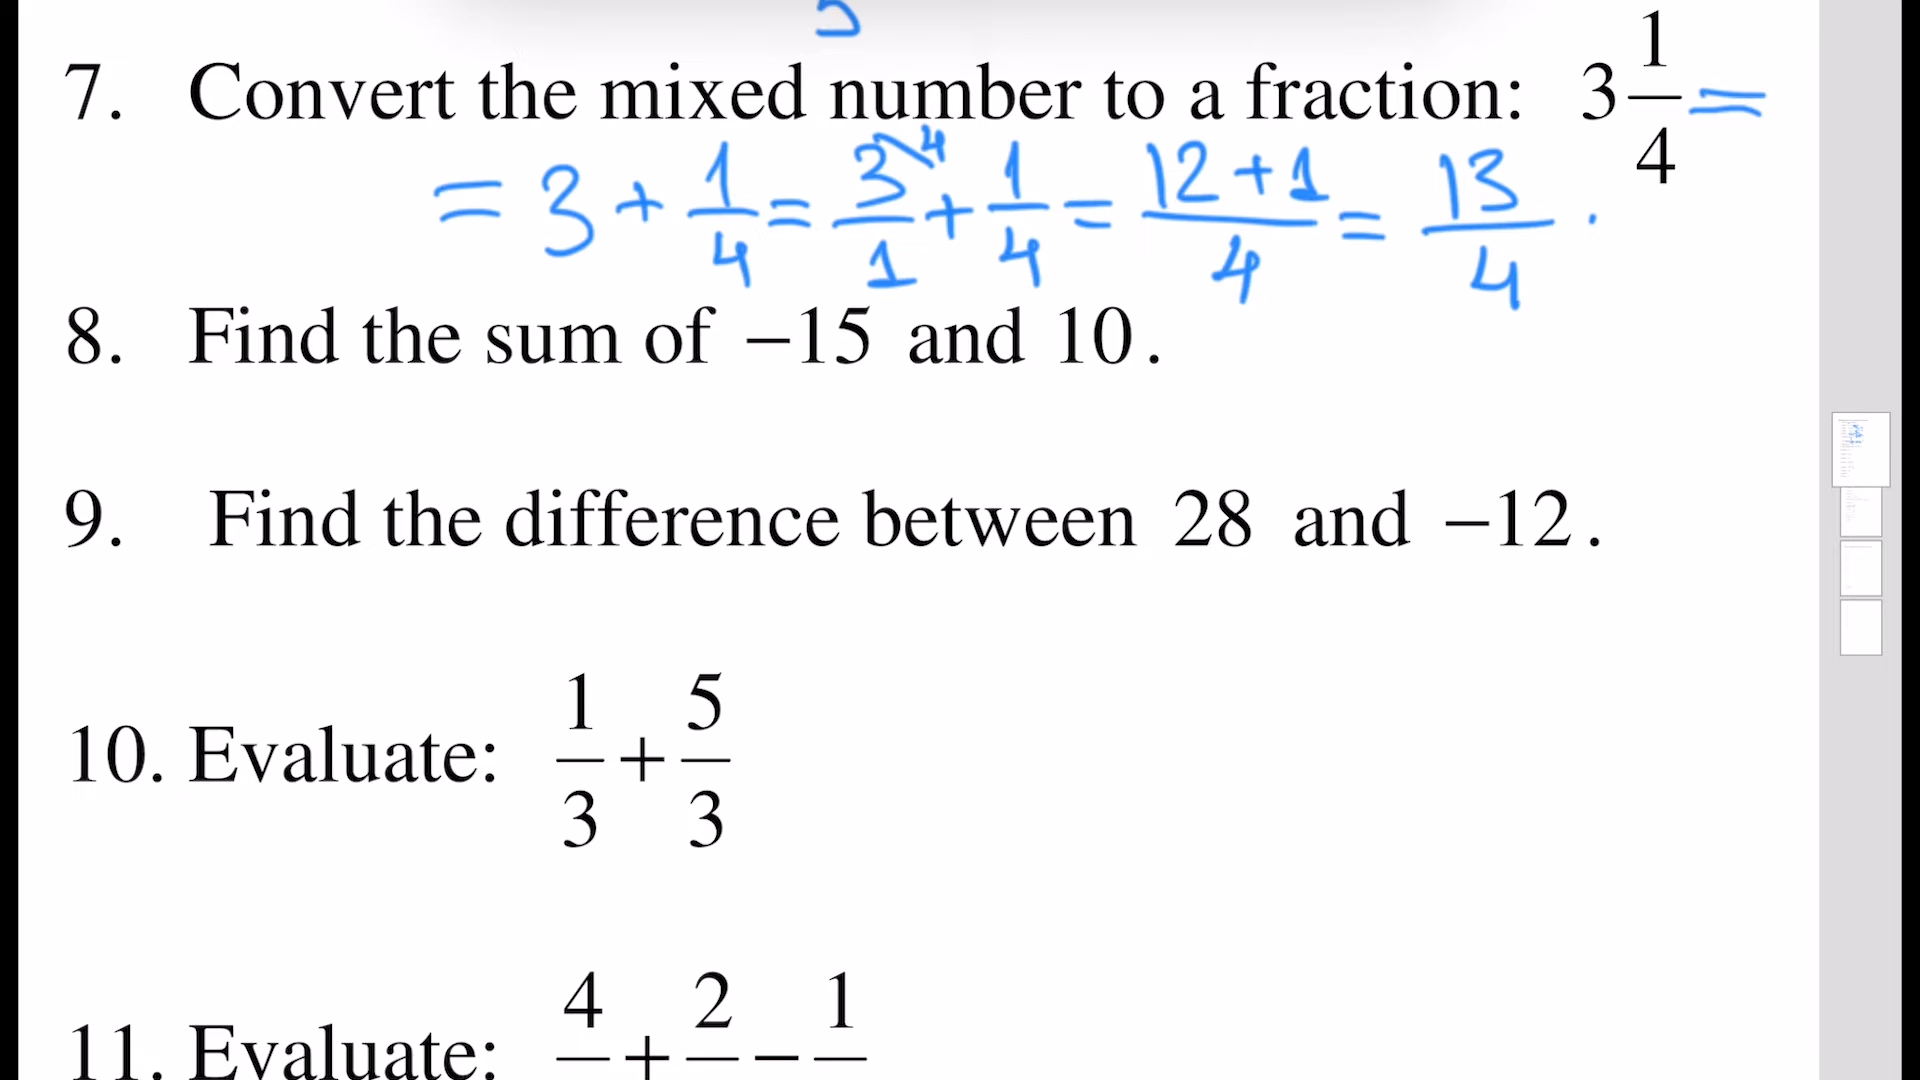 7. Convert the mixed number to a fraction: 3 1/4 =
= 3 + 1/4 = 3/1 ⁴ + 1/4 = 12+1/4 = 13/4 .
8. Find the sum of −15 and 10.
9. Find the difference between 28 and −12.
10. Evaluate: 1/3 + 5/3
11. Evaluate: 4 + 2 − 1